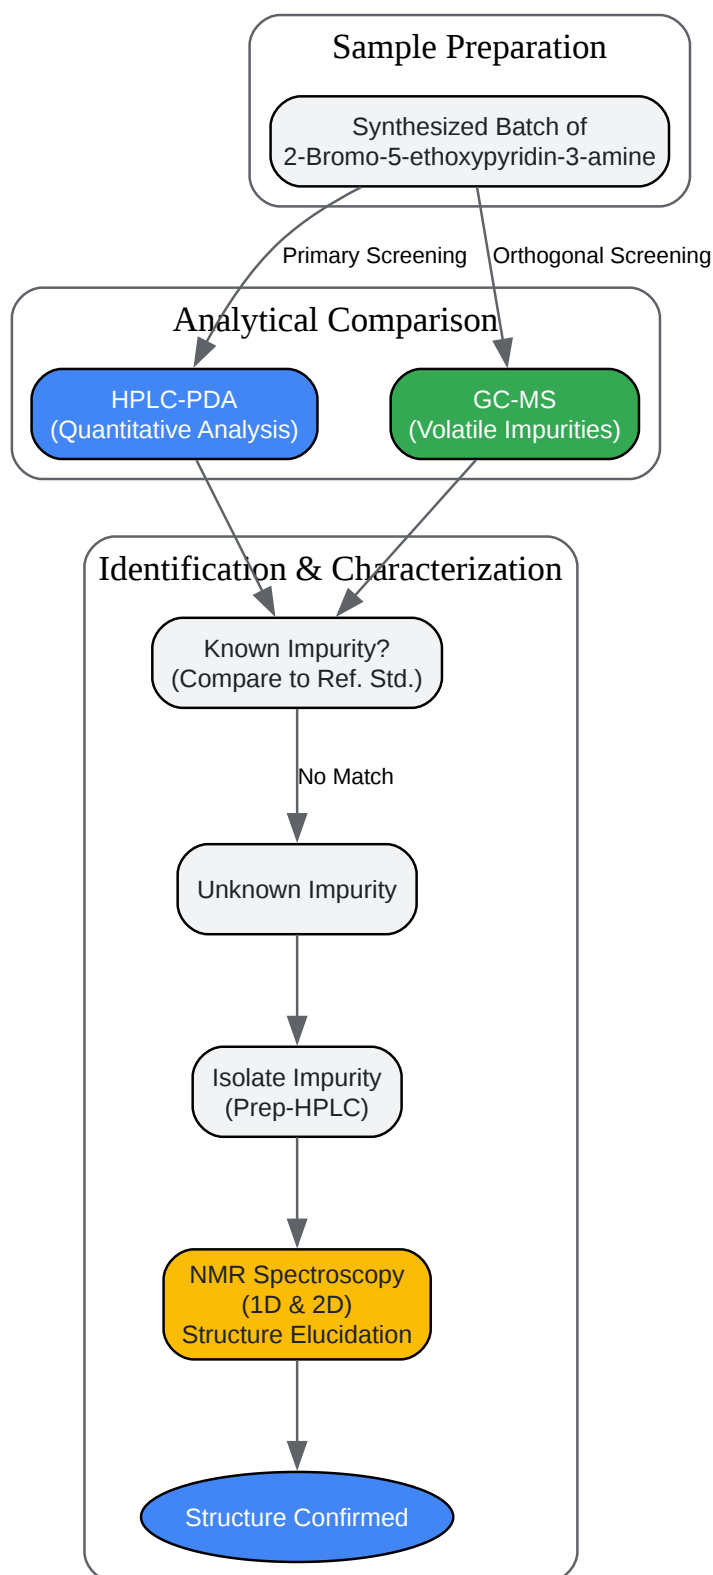 Sample Preparation
Synthesized Batch of
2-Bromo-5-ethoxypyridin-3-amine
Primary Screening
Orthogonal Screening
Analytical Comparison
HPLC-PDA
(Quantitative Analysis)
GC-MS
(Volatile Impurities)
Identification & Characterization
Known Impurity?
(Compare to Ref. Std.)
No Match
Unknown Impurity
Isolate Impurity
(Prep-HPLC)
NMR Spectroscopy
(1D & 2D)
Structure Elucidation
Structure Confirmed